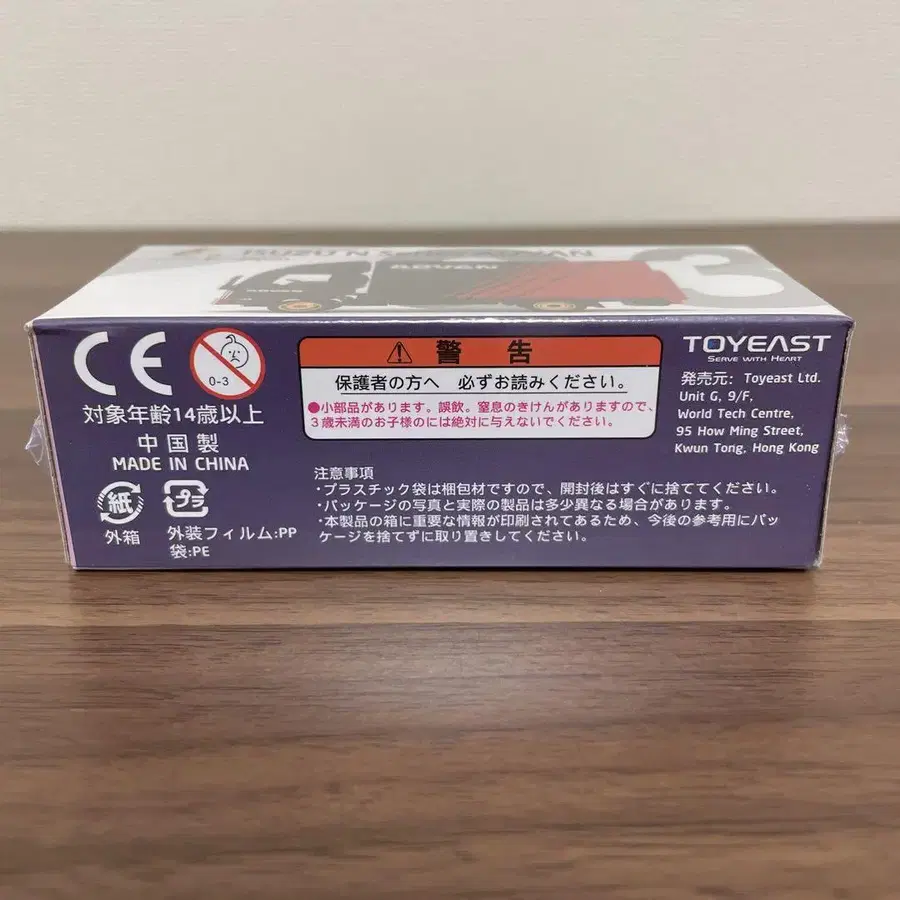 ISUZU N
ADVAN
CE
0-3
対象年齢14歳以上
中国製
MADE IN CHINA
紙
プラ
外箱
外装フィルム:PP
袋:PE
警告
保護者の方へ 必ずお読みください。
●小部品があります。誤飲。窒息のきけんがありますので、
3歳未満のお子様のには絶対に与えないでください。
注意事項
・プラスチック袋は梱包材ですので、開封後はすぐに捨ててください。
・パッケージの写真と実際の製品は多少異なる場合があります。
・本製品の箱に重要な情報が印刷されてあるため、今後の参考用にパッ
ケージを捨てずに取り置きしてください。
TOYEAST
SERVE WITH HEART
発売元: Toyeast Ltd.
Unit G, 9/F,
World Tech Centre,
95 How Ming Street,
Kwun Tong, Hong Kong